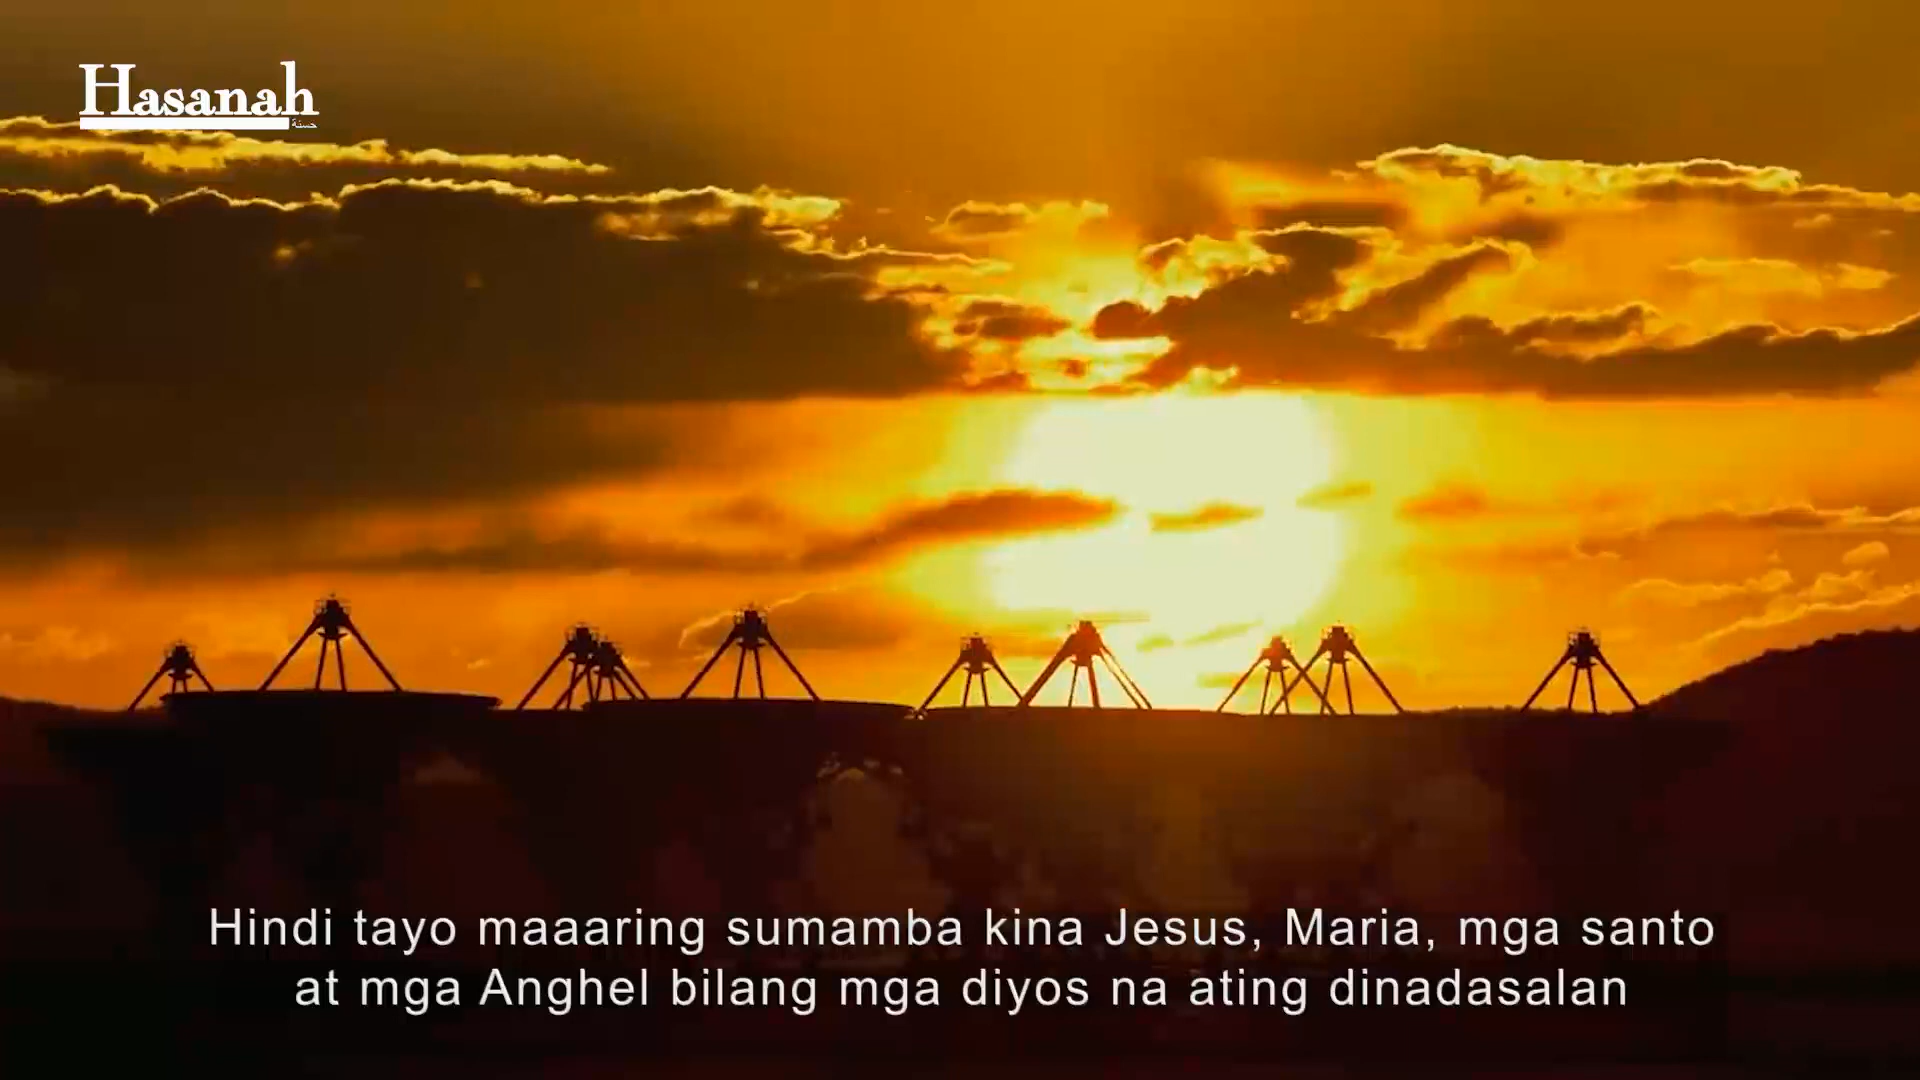 Hasanah
حسنة
Hindi tayo maaaring sumamba kina Jesus, Maria, mga santo
at mga Anghel bilang mga diyos na ating dinadasalan